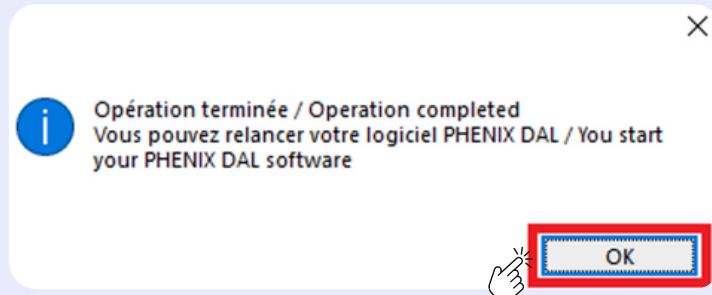 Opération terminée / Operation completed
Vous pouvez relancer votre logiciel PHENIX DAL / You start
your PHENIX DAL software
OK